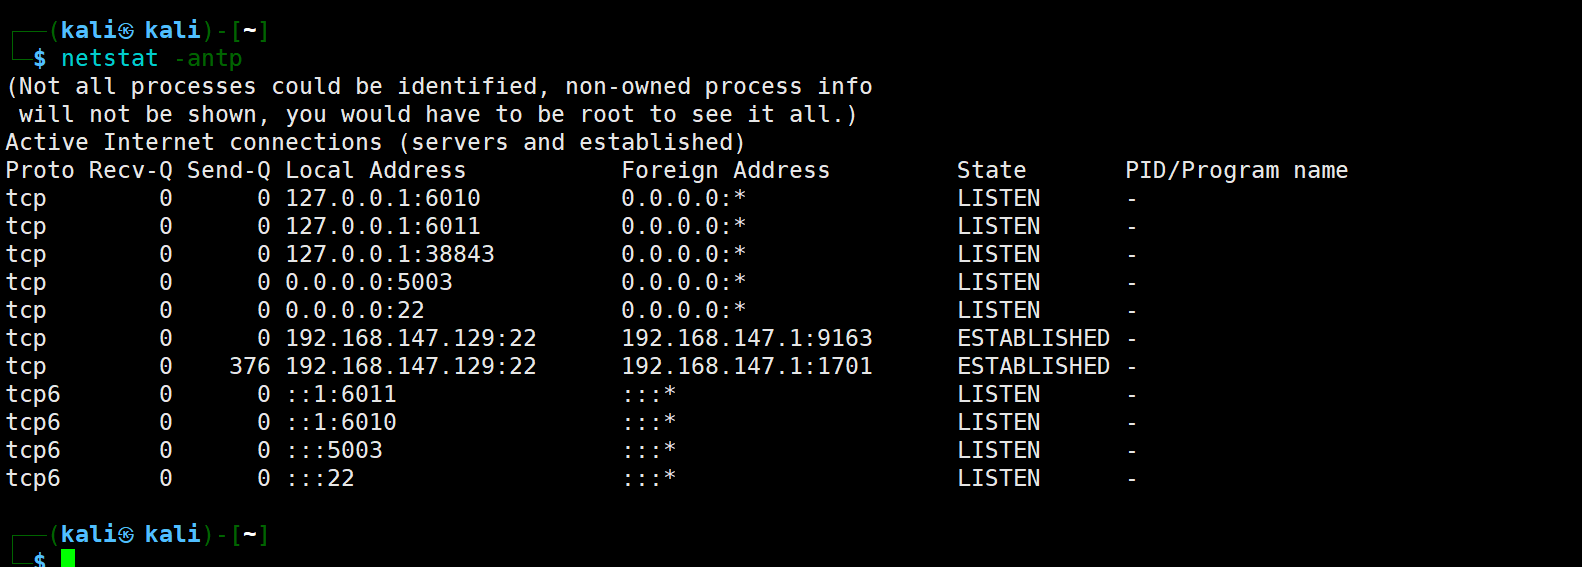 ┌──(kali㉿kali)-[~]
└─$ netstat -antp
(Not all processes could be identified, non-owned process info
 will not be shown, you would have to be root to see it all.)
Active Internet connections (servers and established)
Proto Recv-Q Send-Q Local Address           Foreign Address         State       PID/Program name
tcp        0      0 127.0.0.1:6010          0.0.0.0:*               LISTEN      -
tcp        0      0 127.0.0.1:6011          0.0.0.0:*               LISTEN      -
tcp        0      0 127.0.0.1:38843         0.0.0.0:*               LISTEN      -
tcp        0      0 0.0.0.0:5003            0.0.0.0:*               LISTEN      -
tcp        0      0 0.0.0.0:22              0.0.0.0:*               LISTEN      -
tcp        0      0 192.168.147.129:22      192.168.147.1:9163      ESTABLISHED -
tcp        0    376 192.168.147.129:22      192.168.147.1:1701      ESTABLISHED -
tcp6       0      0 ::1:6011                :::*                    LISTEN      -
tcp6       0      0 ::1:6010                :::*                    LISTEN      -
tcp6       0      0 :::5003                 :::*                    LISTEN      -
tcp6       0      0 :::22                   :::*                    LISTEN      -
┌──(kali㉿kali)-[~]
└─$